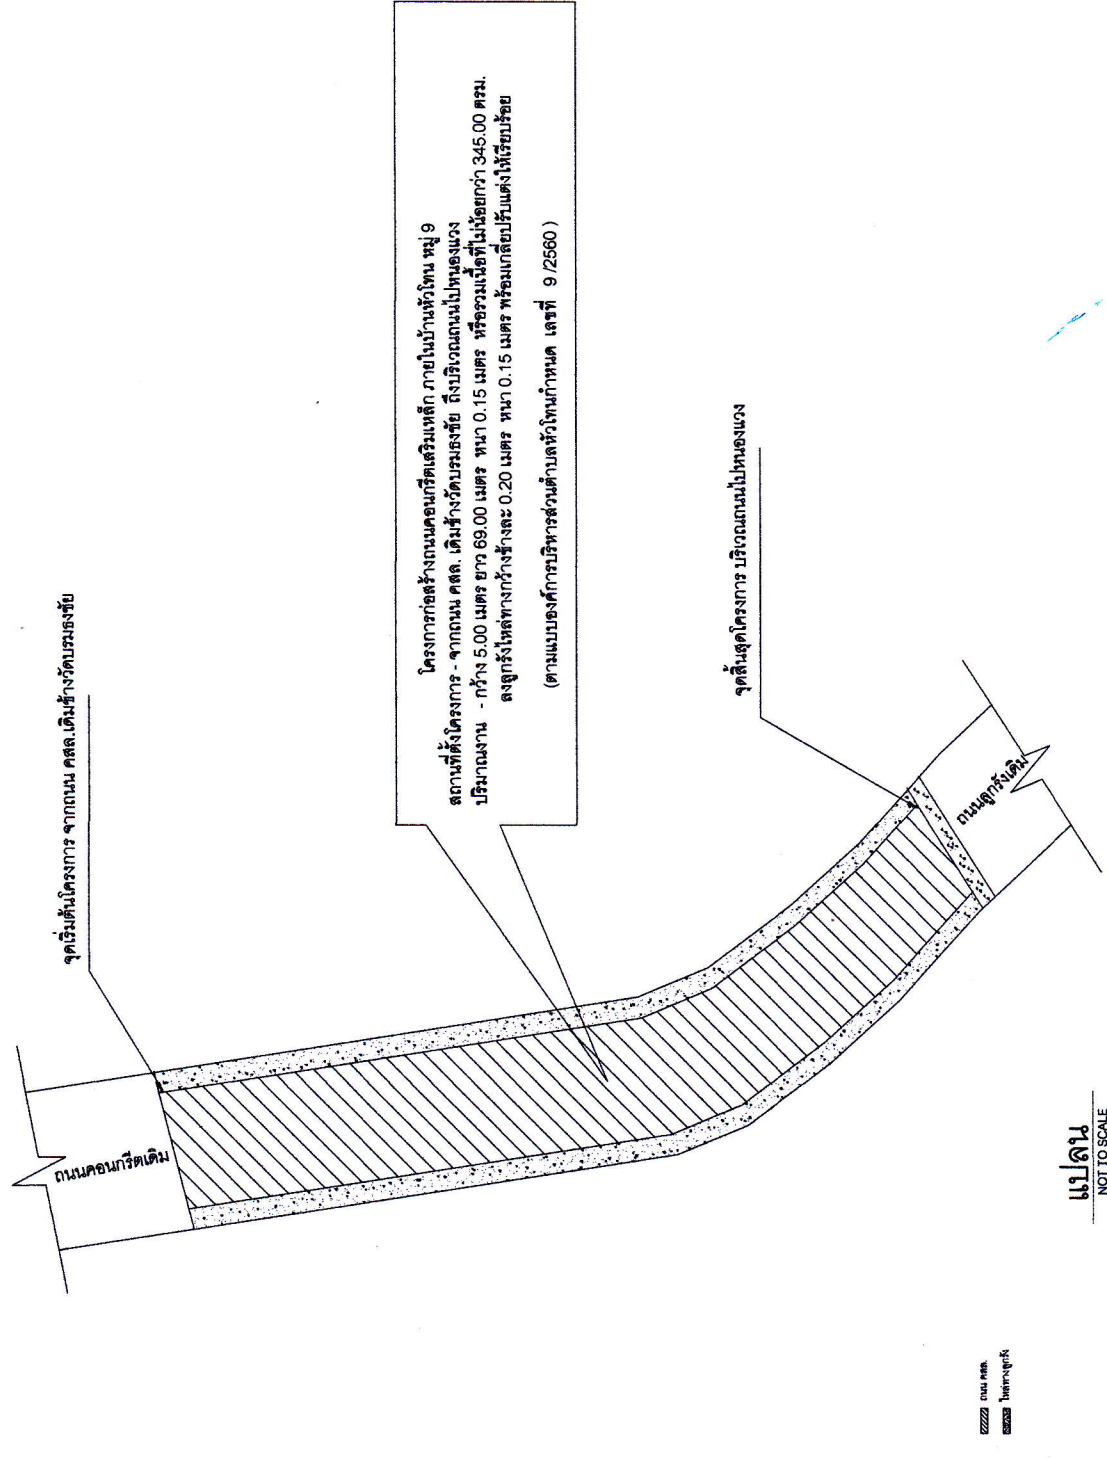 จุดเริ่มต้นโครงการ จากถนน คสล.เดิมข้างวัดบรมธงชัย
ถนนคอนกรีตเดิม
โครงการก่อสร้างถนนคอนกรีตเสริมเหล็ก ภายในบ้านหัวโทน หมู่ 9
สถานที่ตั้งโครงการ - จากถนน คสล. เดิมข้างวัดบรมธงชัย ถึงบริเวณถนนไปหนองแวง
ปริมาณงาน - กว้าง 5.00 เมตร ยาว 69.00 เมตร หนา 0.15 เมตร หรือรวมเนื้อที่ไม่น้อยกว่า 345.00 ตรม.
ลงลูกรังไหล่ทางกว้างข้างละ 0.20 เมตร หนา 0.15 เมตร พร้อมเกลี่ยปรับแต่งให้เรียบร้อย
(ตามแบบองค์การบริหารส่วนตำบลหัวโทนกำหนด เลขที่ 9 /2560 )
จุดสิ้นสุดโครงการ บริเวณถนนไปหนองแวง
ถนนลูกรังเดิม
ถนน คสล.
ไหล่ทางลูกรัง
แปลน
NOT TO SCALE